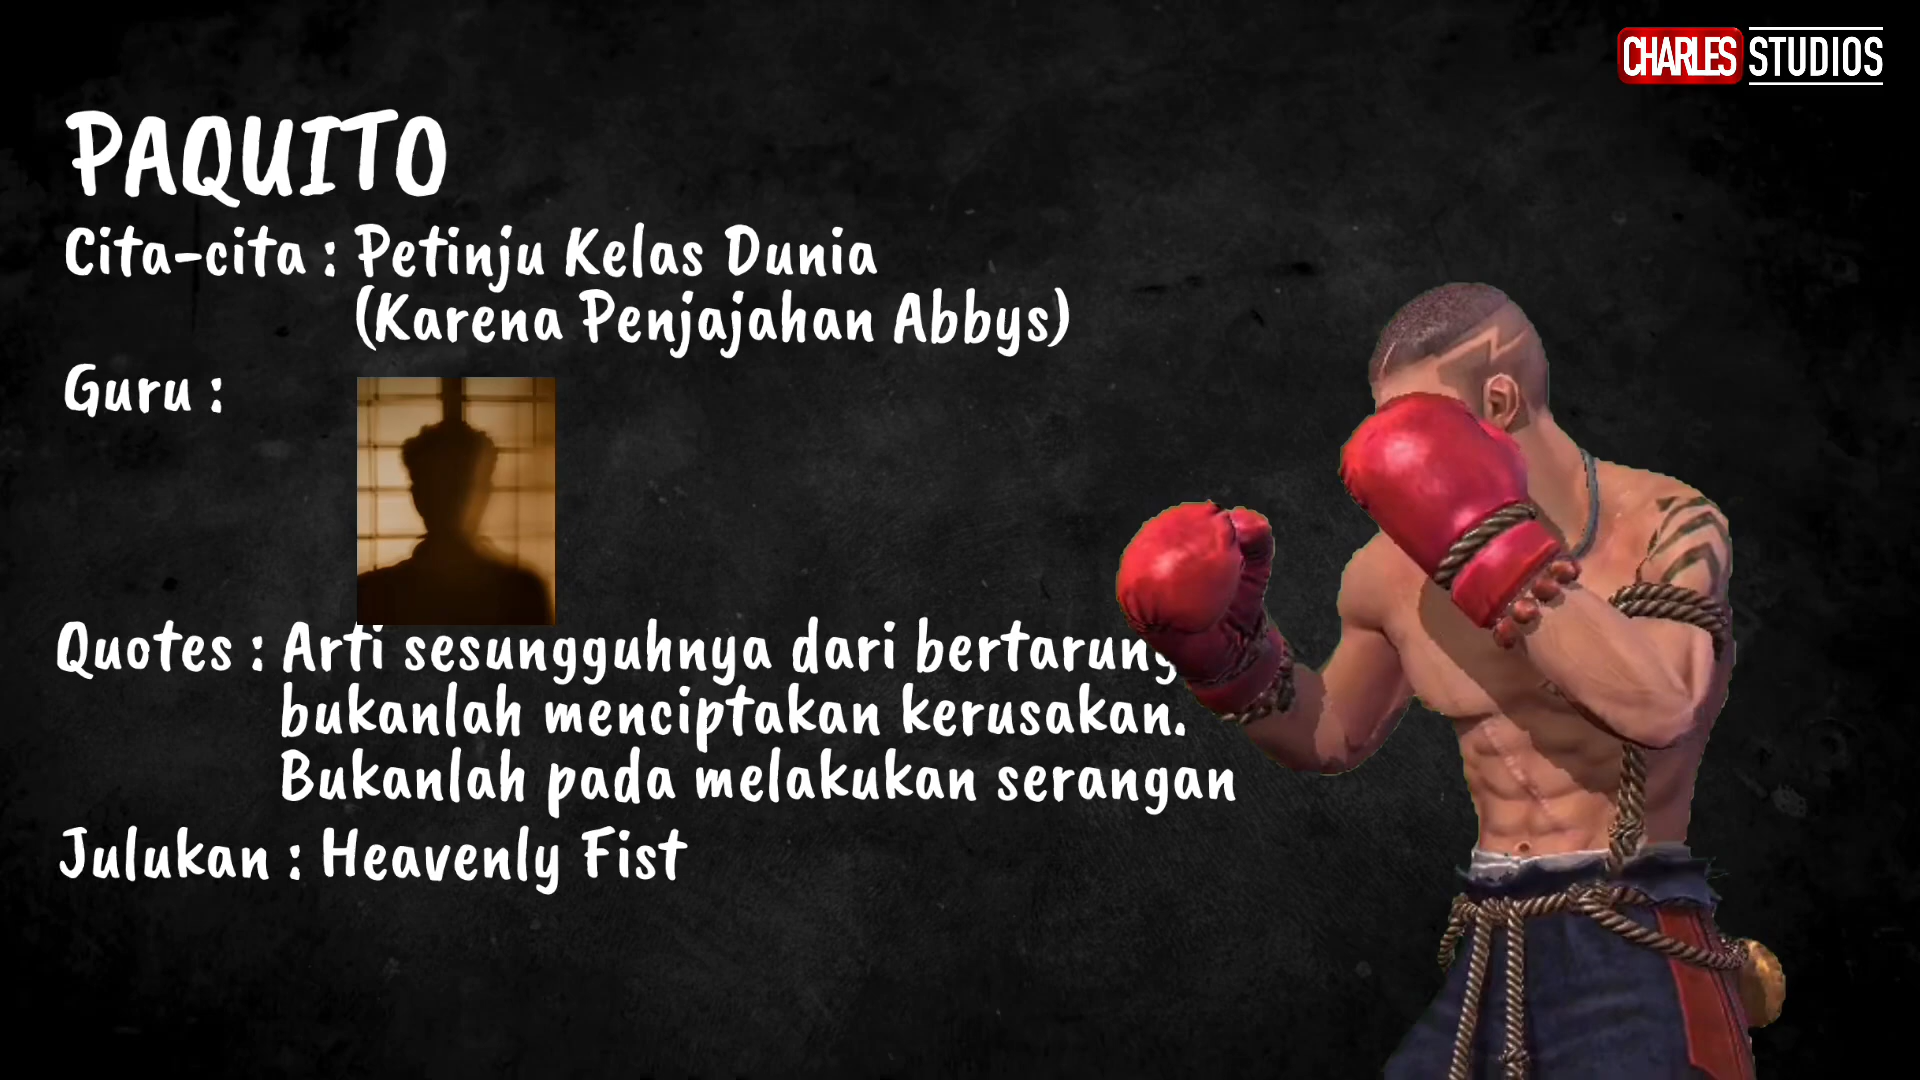 CHARLES STUDIOS
PAQUITO
Cita-cita : Petinju Kelas Dunia
(Karena Penjajahan Abbys)
Guru :
Quotes : Arti sesungguhnya dari bertarung
bukanlah menciptakan kerusakan.
Bukanlah pada melakukan serangan
Julukan : Heavenly Fist